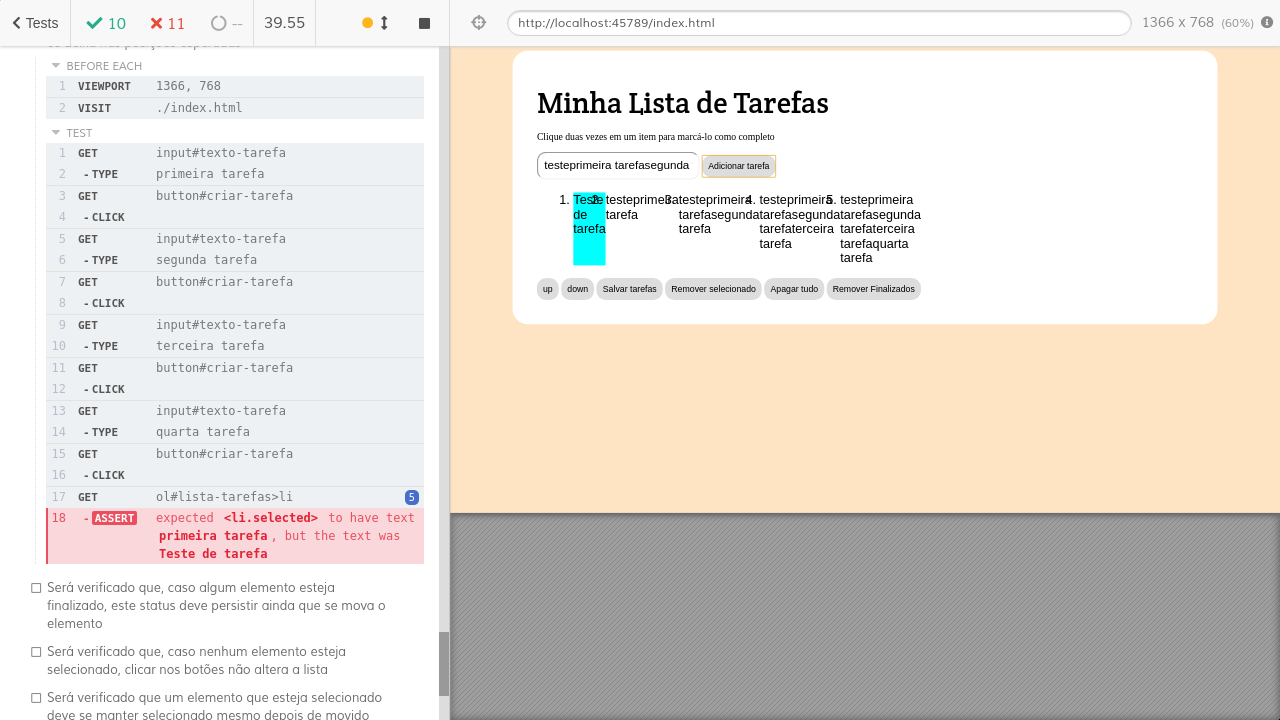 Tests
10
11
--
39.55
http://localhost:45789/index.html
1366 x 768 (60%)
BEFORE EACH
1 VIEWPORT 1366, 768
2 VISIT ./index.html
TEST
1 GET input#texto-tarefa
2 -TYPE primeira tarefa
3 GET button#criar-tarefa
4 -CLICK
5 GET input#texto-tarefa
6 -TYPE segunda tarefa
7 GET button#criar-tarefa
8 -CLICK
9 GET input#texto-tarefa
10 -TYPE terceira tarefa
11 GET button#criar-tarefa
12 -CLICK
13 GET input#texto-tarefa
14 -TYPE quarta tarefa
15 GET button#criar-tarefa
16 -CLICK
17 GET ol#lista-tarefas>li 5
18 -ASSERT expected <li.selected> to have text
primeira tarefa, but the text was
Teste de tarefa
Será verificado que, caso algum elemento esteja
finalizado, este status deve persistir ainda que se mova o
elemento
Será verificado que, caso nenhum elemento esteja
selecionado, clicar nos botões não altera a lista
Será verificado que um elemento que esteja selecionado
deve se manter selecionado mesmo depois de movido
Minha Lista de Tarefas
Clique duas vezes em um item para marcá-lo como completo
testeprimeira tarefasegunda
Adicionar tarefa
1. Teste
de
tarefa
2. testeprimeira
tarefa
3. testeprimeira
tarefasegunda
tarefa
4. testeprimeira
tarefasegunda
tarefaterceira
tarefa
5. testeprimeira
tarefasegunda
tarefaterceira
tarefaquarta
tarefa
up down Salvar tarefas Remover selecionado Apagar tudo Remover Finalizados